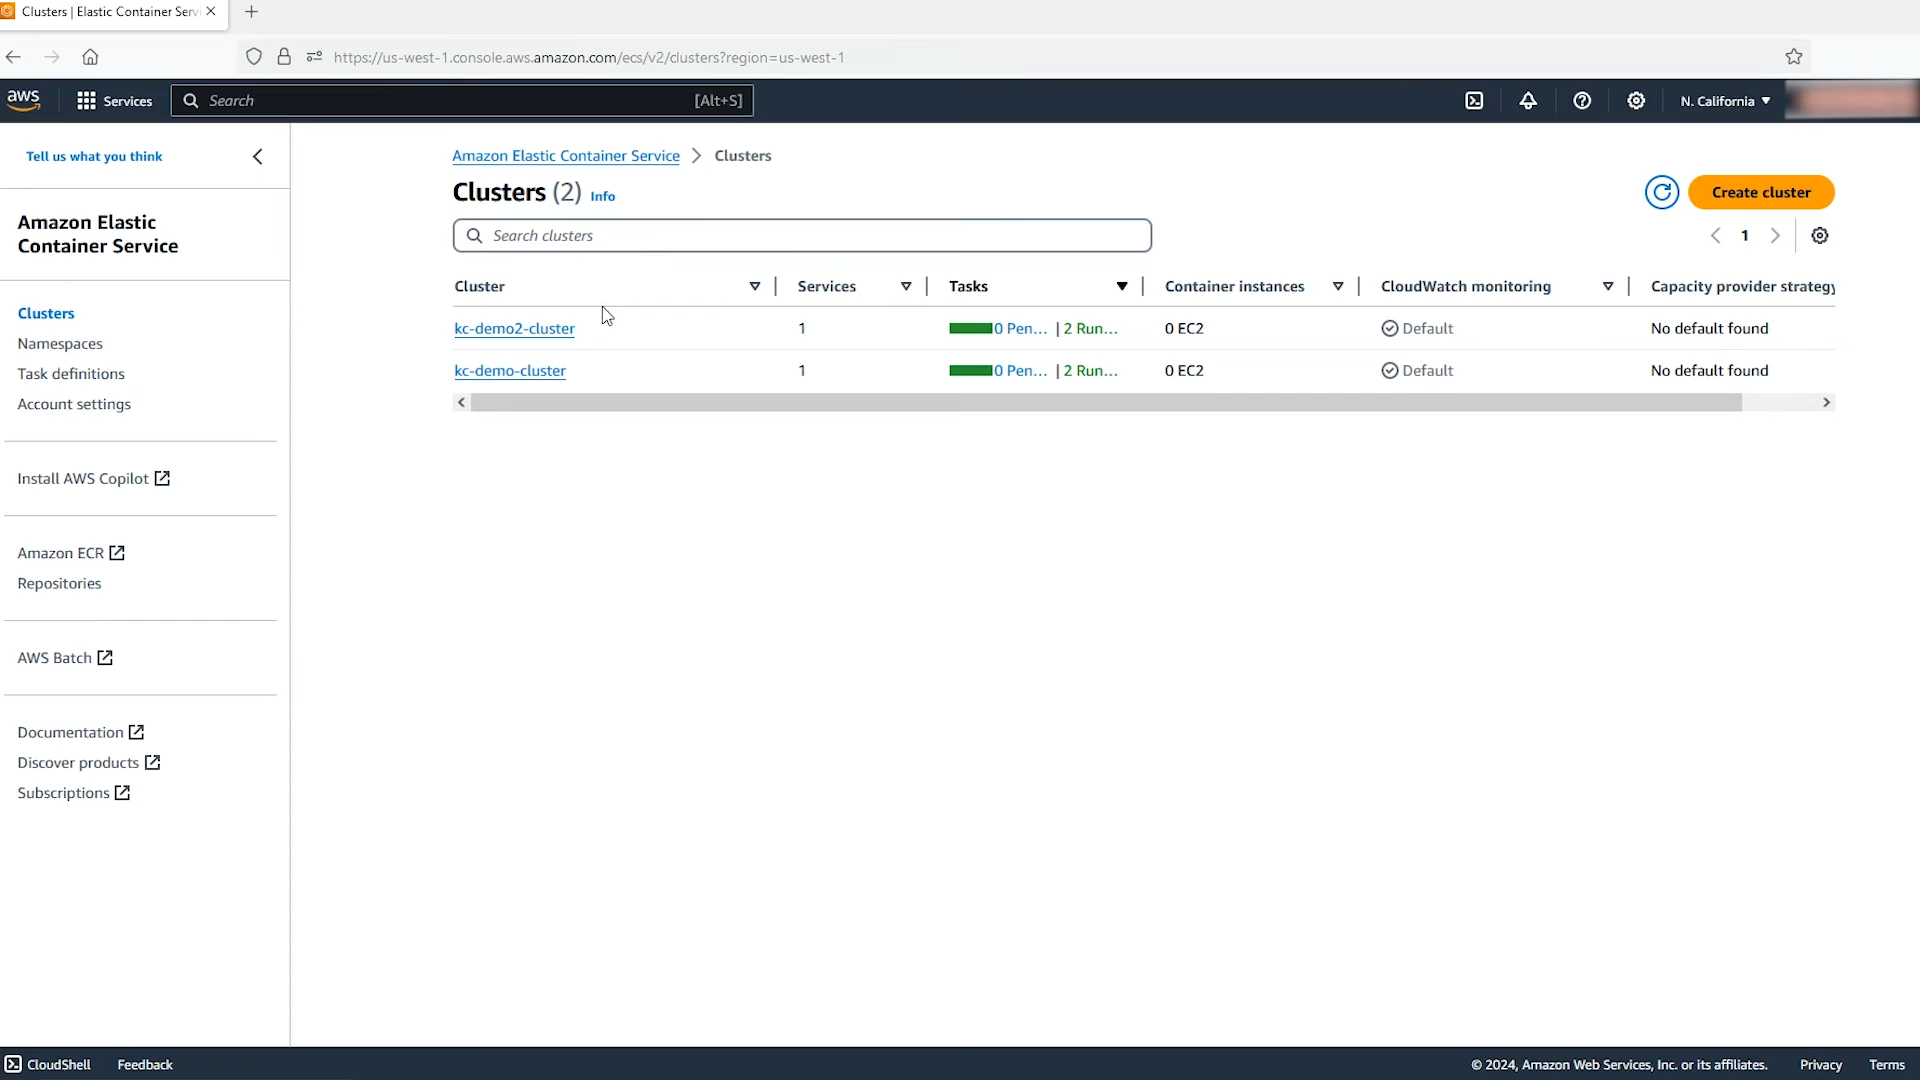 Clusters | Elastic Container Serv
https://us-west-1.console.aws.amazon.com/ecs/v2/clusters?region=us-west-1
aws Services Search [Alt+S] N. California
Tell us what you think
Amazon Elastic
Container Service
Clusters
Namespaces
Task definitions
Account settings
Install AWS Copilot
Amazon ECR
Repositories
AWS Batch
Documentation
Discover products
Subscriptions
Amazon Elastic Container Service > Clusters
Clusters (2) Info
Create cluster
Search clusters
1
Cluster Services Tasks Container instances CloudWatch monitoring Capacity provider strategy
kc-demo2-cluster 1 0 Pen... | 2 Run... 0 EC2 Default No default found
kc-demo-cluster 1 0 Pen... | 2 Run... 0 EC2 Default No default found
CloudShell Feedback © 2024, Amazon Web Services, Inc. or its affiliates. Privacy Terms